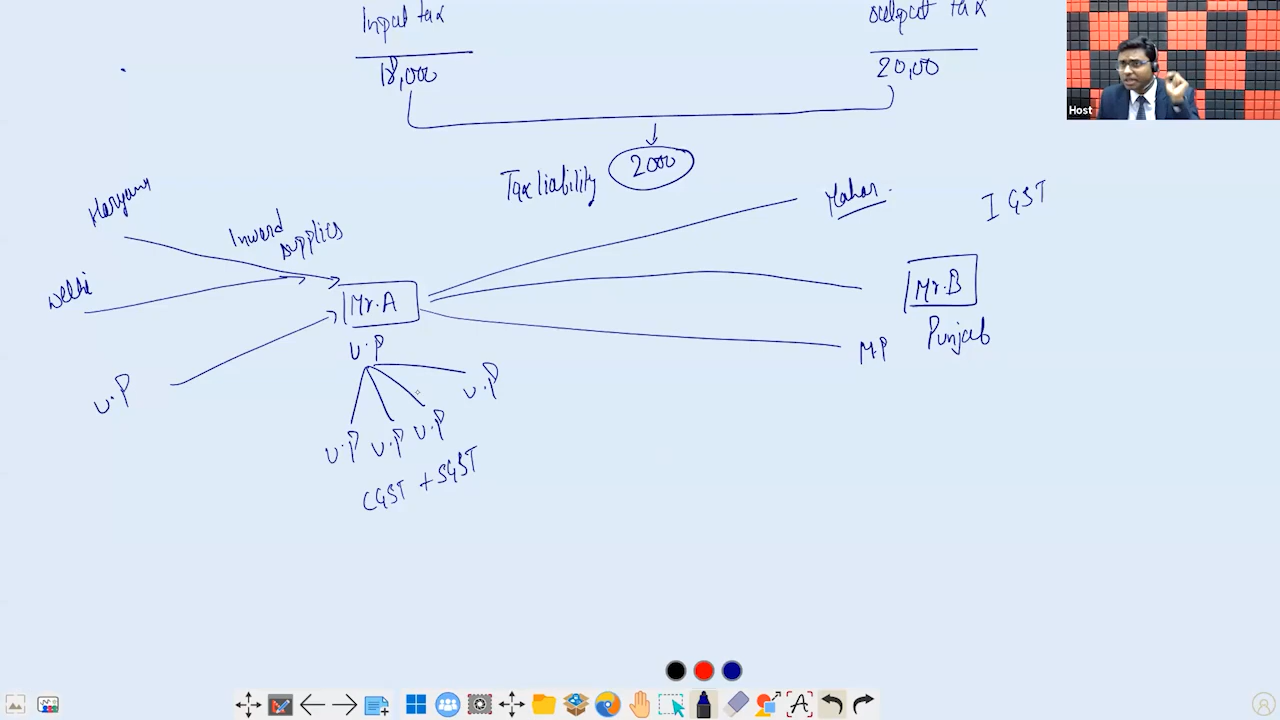 Input tax
18,000
output tax
20,00
Tax liability 2000
Haryana
Inward supplies
Delhi
U.P
Mr.A
U.P
U.P U.P U.P U.P
CGST + SGST
Mahar.
IGST
Mr.B
Punjab
M.P
Host